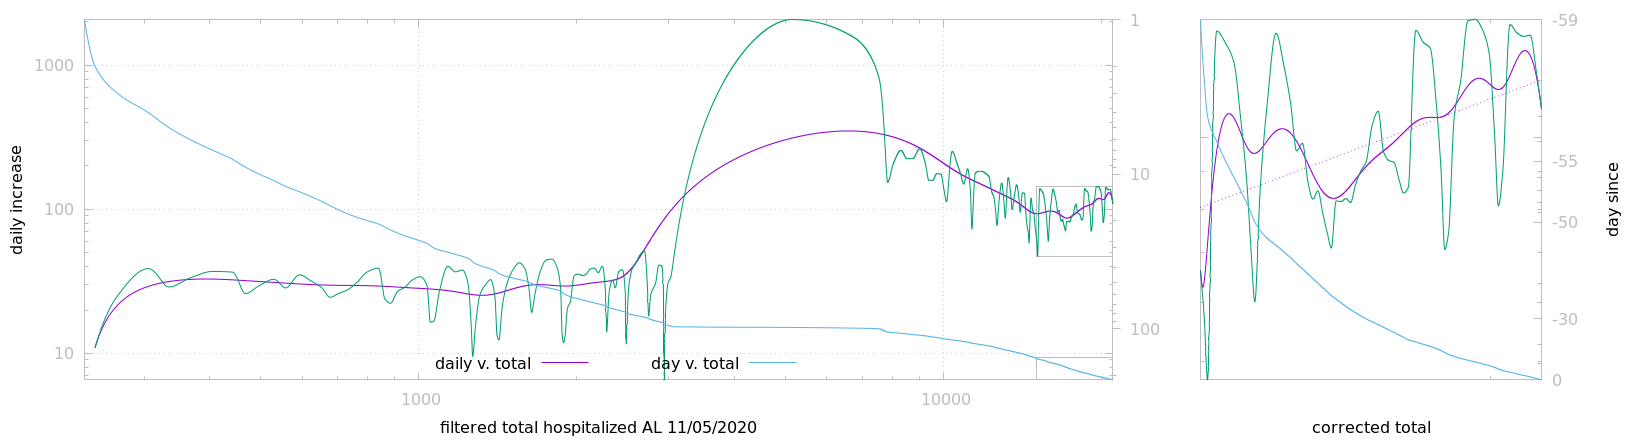 1000
100
10
daily increase
1
10
100
daily v. total
day v. total
1000
10000
filtered total hospitalized AL 11/05/2020
-59
-55
-50
-30
0
day since
corrected total